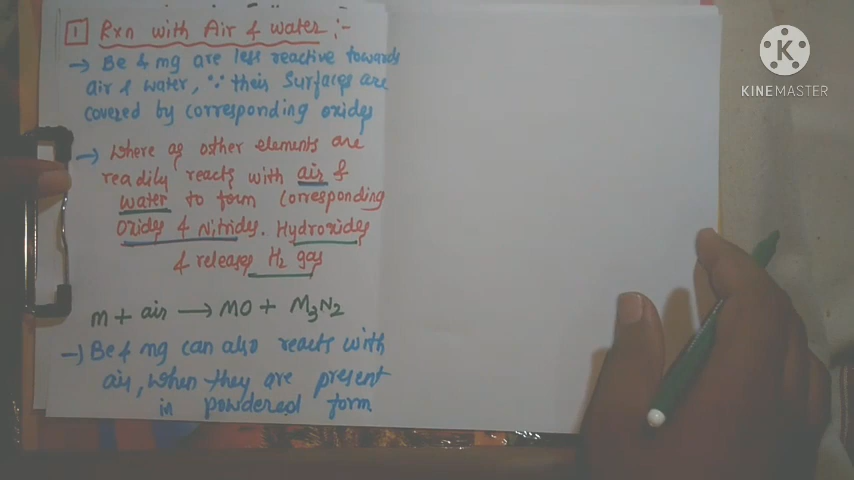 1 Rxn with Air & water :-
→ Be & mg are less reactive towards
air & water, ∵ their Surfaces are
covered by corresponding oxides
→ where as other elements are
readily reacts with air &
water to form corresponding
oxides & Nitrides. Hydroxides
& releases H2 gas
M + air → MO + M3N2
→ Be & mg can also reacts with
air, when they are present
in powdered form
K
KINEMASTER